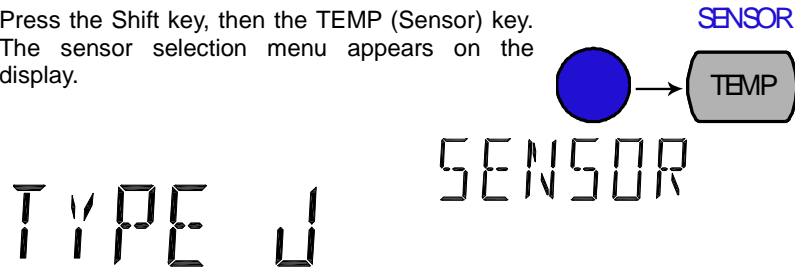 Press the Shift key, then the TEMP (Sensor) key.
The sensor selection menu appears on the
display.
SENSOR
TEMP
SENSOR
TYPE J